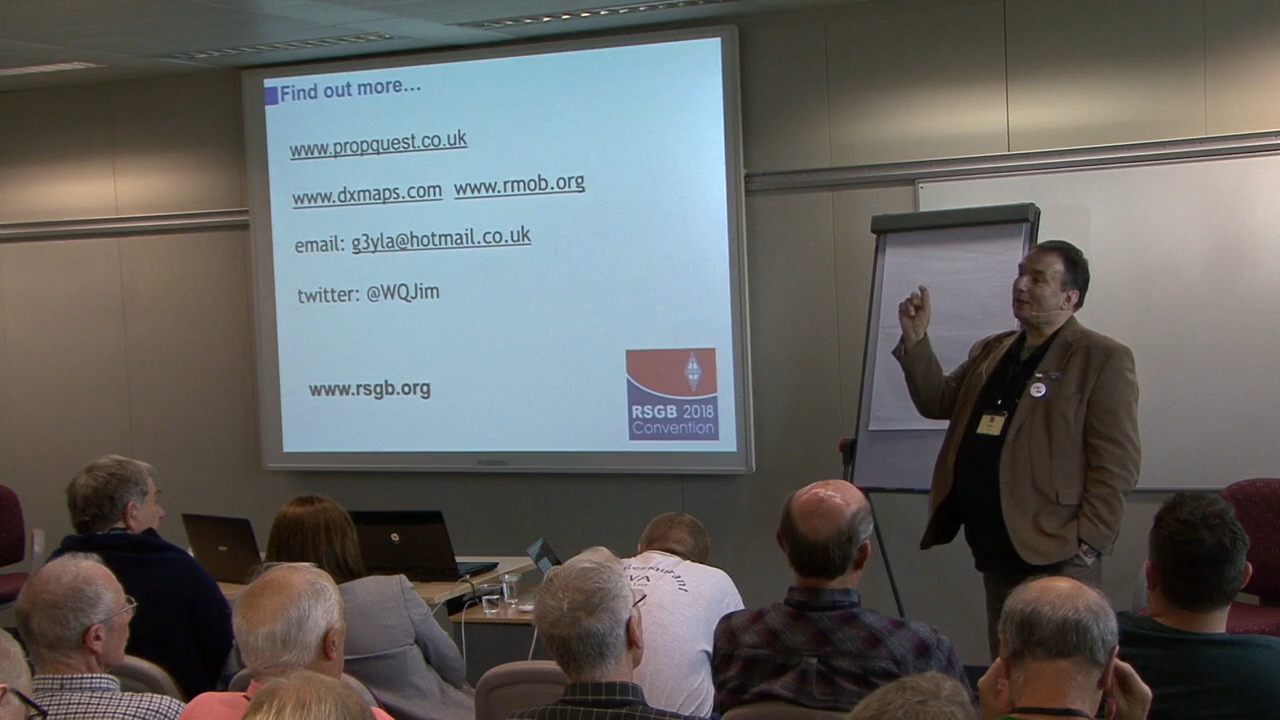 Find out more...
www.propquest.co.uk
www.dxmaps.com www.rmob.org
email: g3yla@hotmail.co.uk
twitter: @WQJim
www.rsgb.org
RSGB 2018
Convention
Restaurant